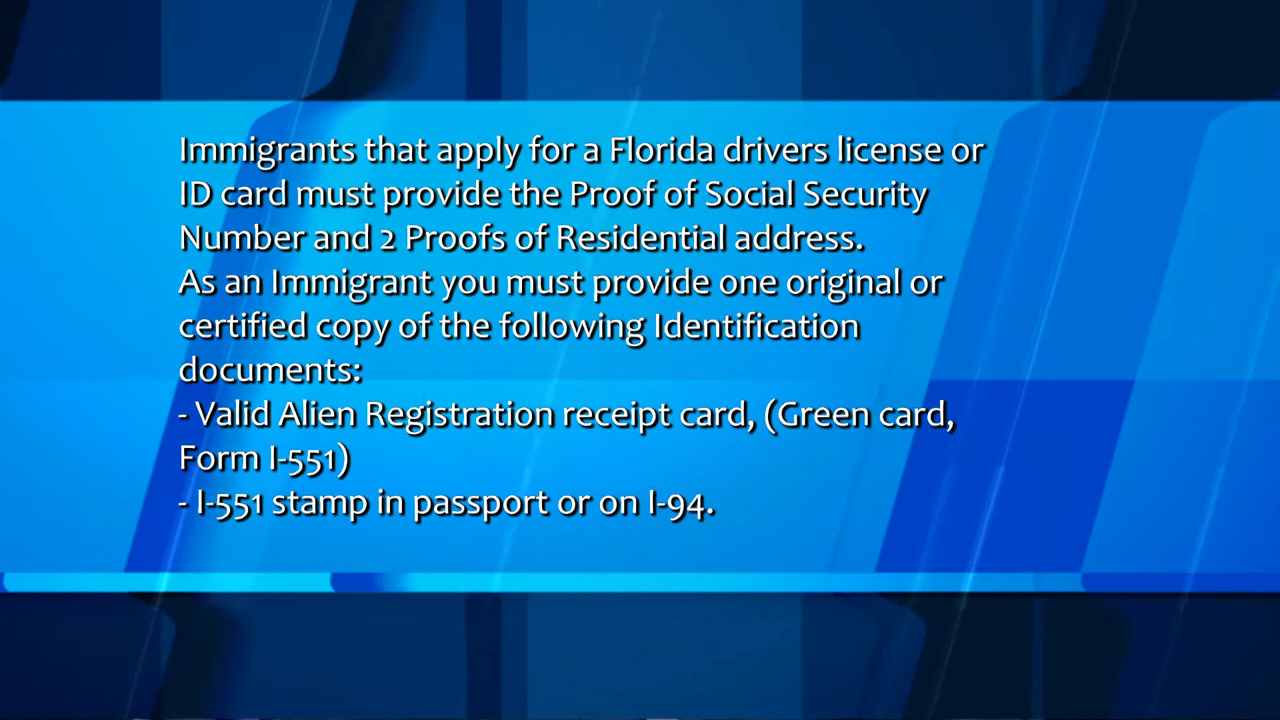 Immigrants that apply for a Florida drivers license or
ID card must provide the Proof of Social Security
Number and 2 Proofs of Residential address.
As an Immigrant you must provide one original or
certified copy of the following Identification
documents:
- Valid Alien Registration receipt card, (Green card,
Form I-551)
- I-551 stamp in passport or on I-94.